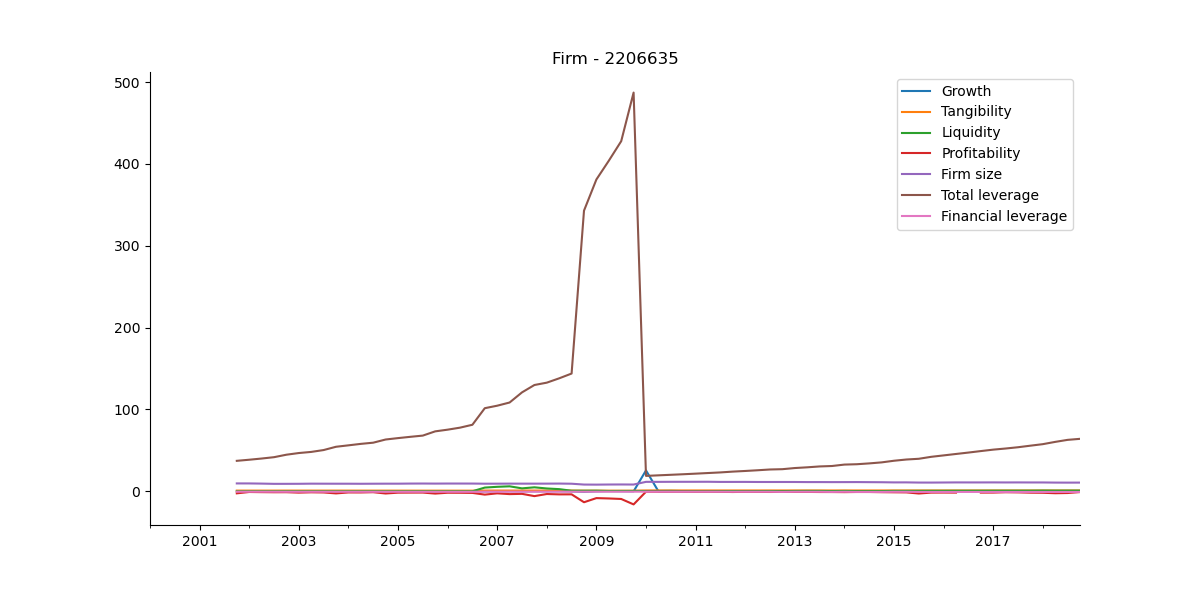 Firm - 2206635
500
400
300
200
100
0
2001 2003 2005 2007 2009 2011 2013 2015 2017
Growth
Tangibility
Liquidity
Profitability
Firm size
Total leverage
Financial leverage